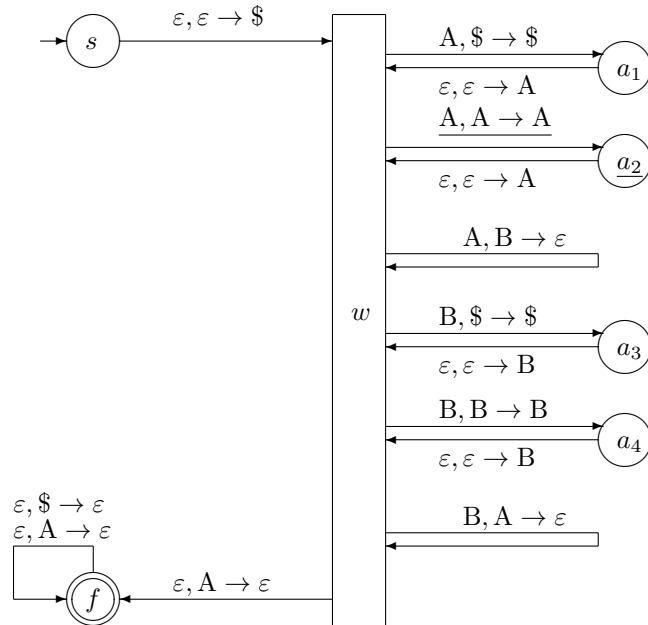 ε, ε → $
s
A, $ → $
a₁
ε, ε → A
A, A → A
a₂
ε, ε → A
A, B → ε
w
B, $ → $
a₃
ε, ε → B
B, B → B
a₄
ε, ε → B
B, A → ε
ε, $ → ε
ε, A → ε
ε, A → ε
f